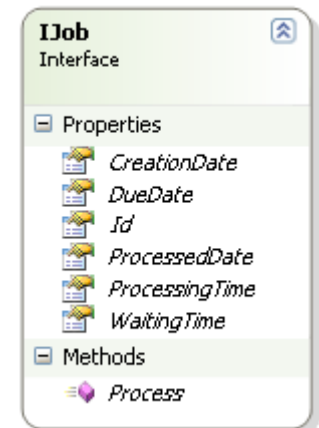 IJob
Interface
Properties
CreationDate
DueDate
Id
ProcessedDate
ProcessingTime
WaitingTime
Methods
Process